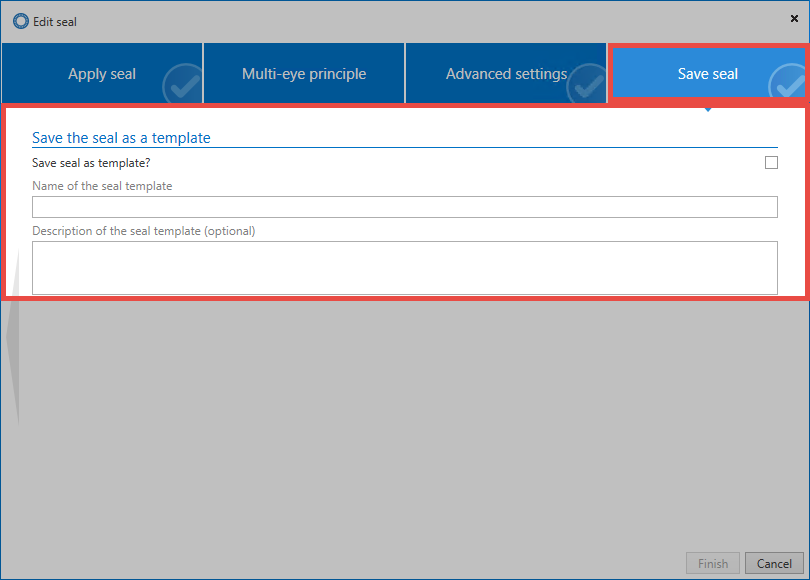 Edit seal
Apply seal
Multi-eye principle
Advanced settings
Save seal
Save the seal as a template
Save seal as template?
Name of the seal template
Description of the seal template (optional)
Finish
Cancel